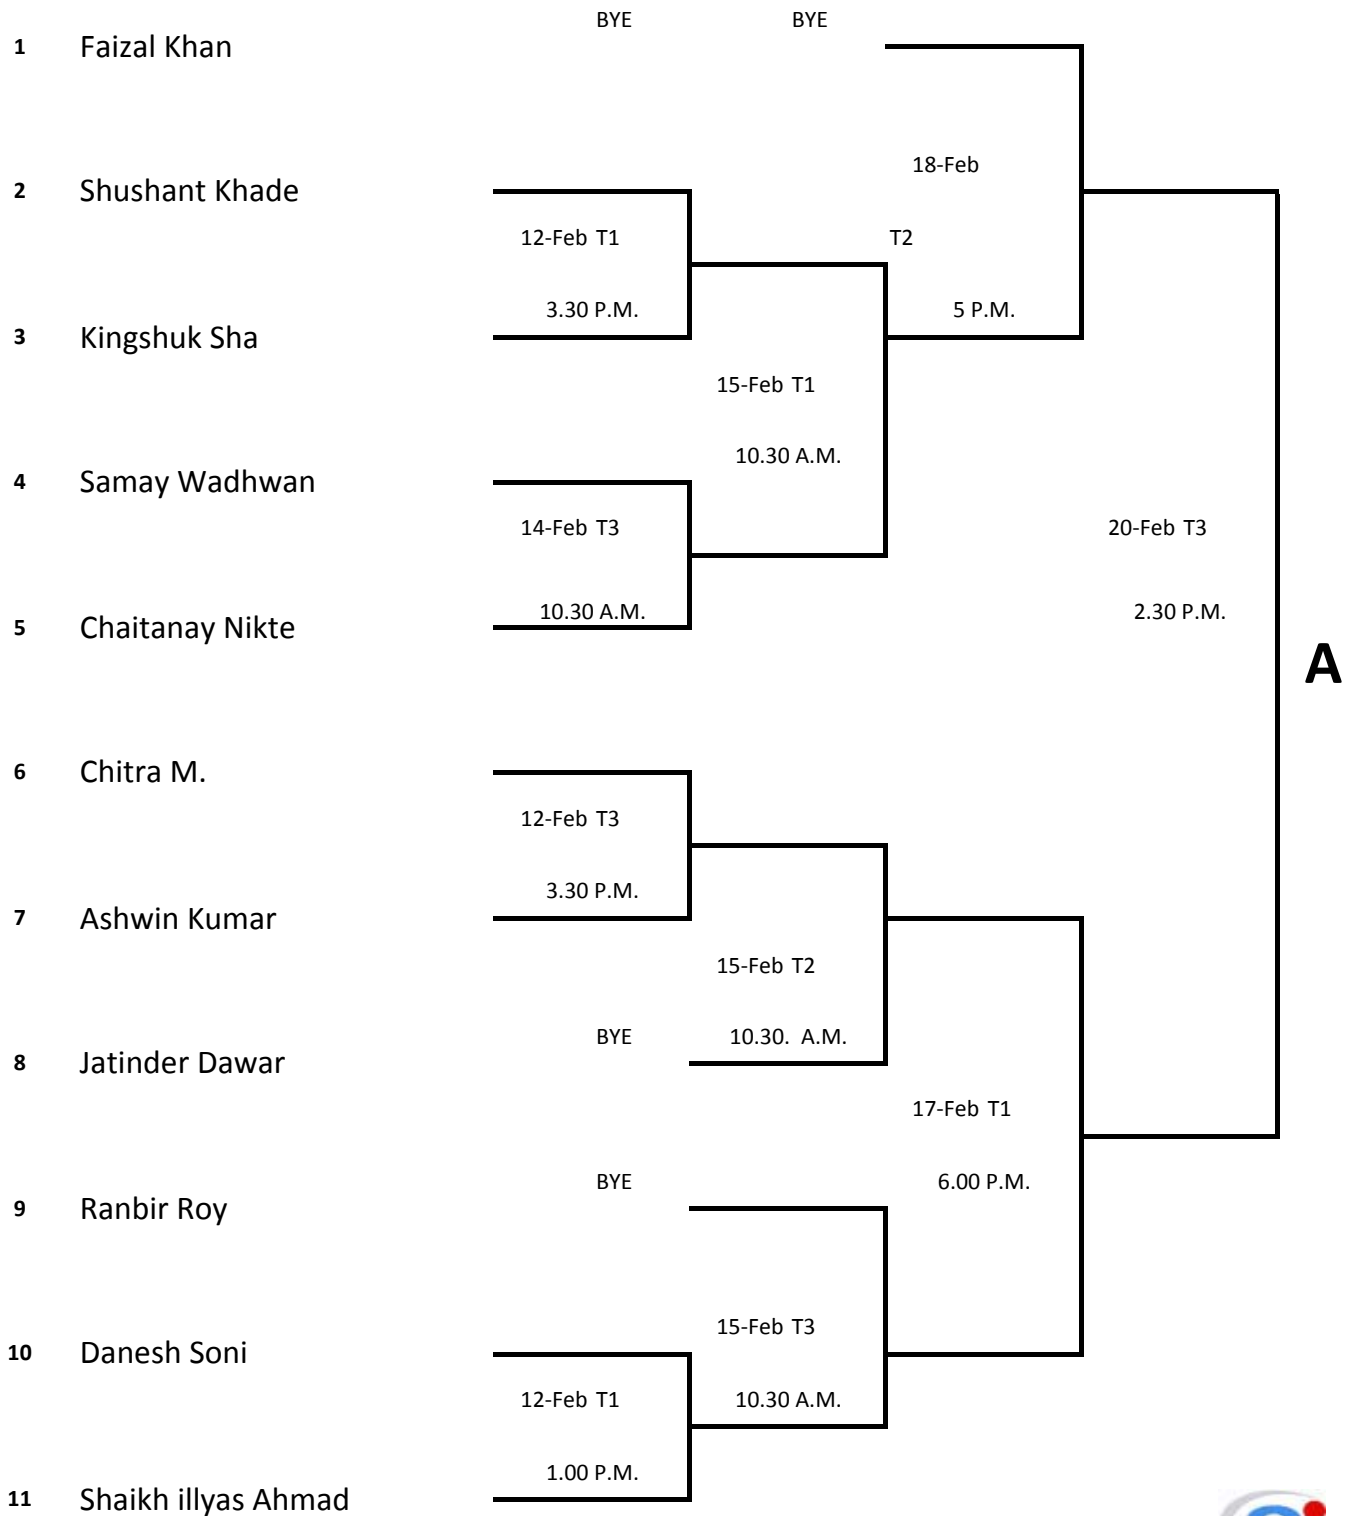 BYE BYE
1 Faizal Khan
18-Feb
2 Shushant Khade
12-Feb T1 T2
3.30 P.M. 5 P.M.
3 Kingshuk Sha
15-Feb T1
10.30 A.M.
4 Samay Wadhwan
14-Feb T3 20-Feb T3
10.30 A.M. 2.30 P.M.
5 Chaitanay Nikte
A
6 Chitra M.
12-Feb T3
3.30 P.M.
7 Ashwin Kumar
15-Feb T2
BYE 10.30. A.M.
8 Jatinder Dawar
17-Feb T1
BYE 6.00 P.M.
9 Ranbir Roy
15-Feb T3
10 Danesh Soni
12-Feb T1 10.30 A.M.
1.00 P.M.
11 Shaikh illyas Ahmad